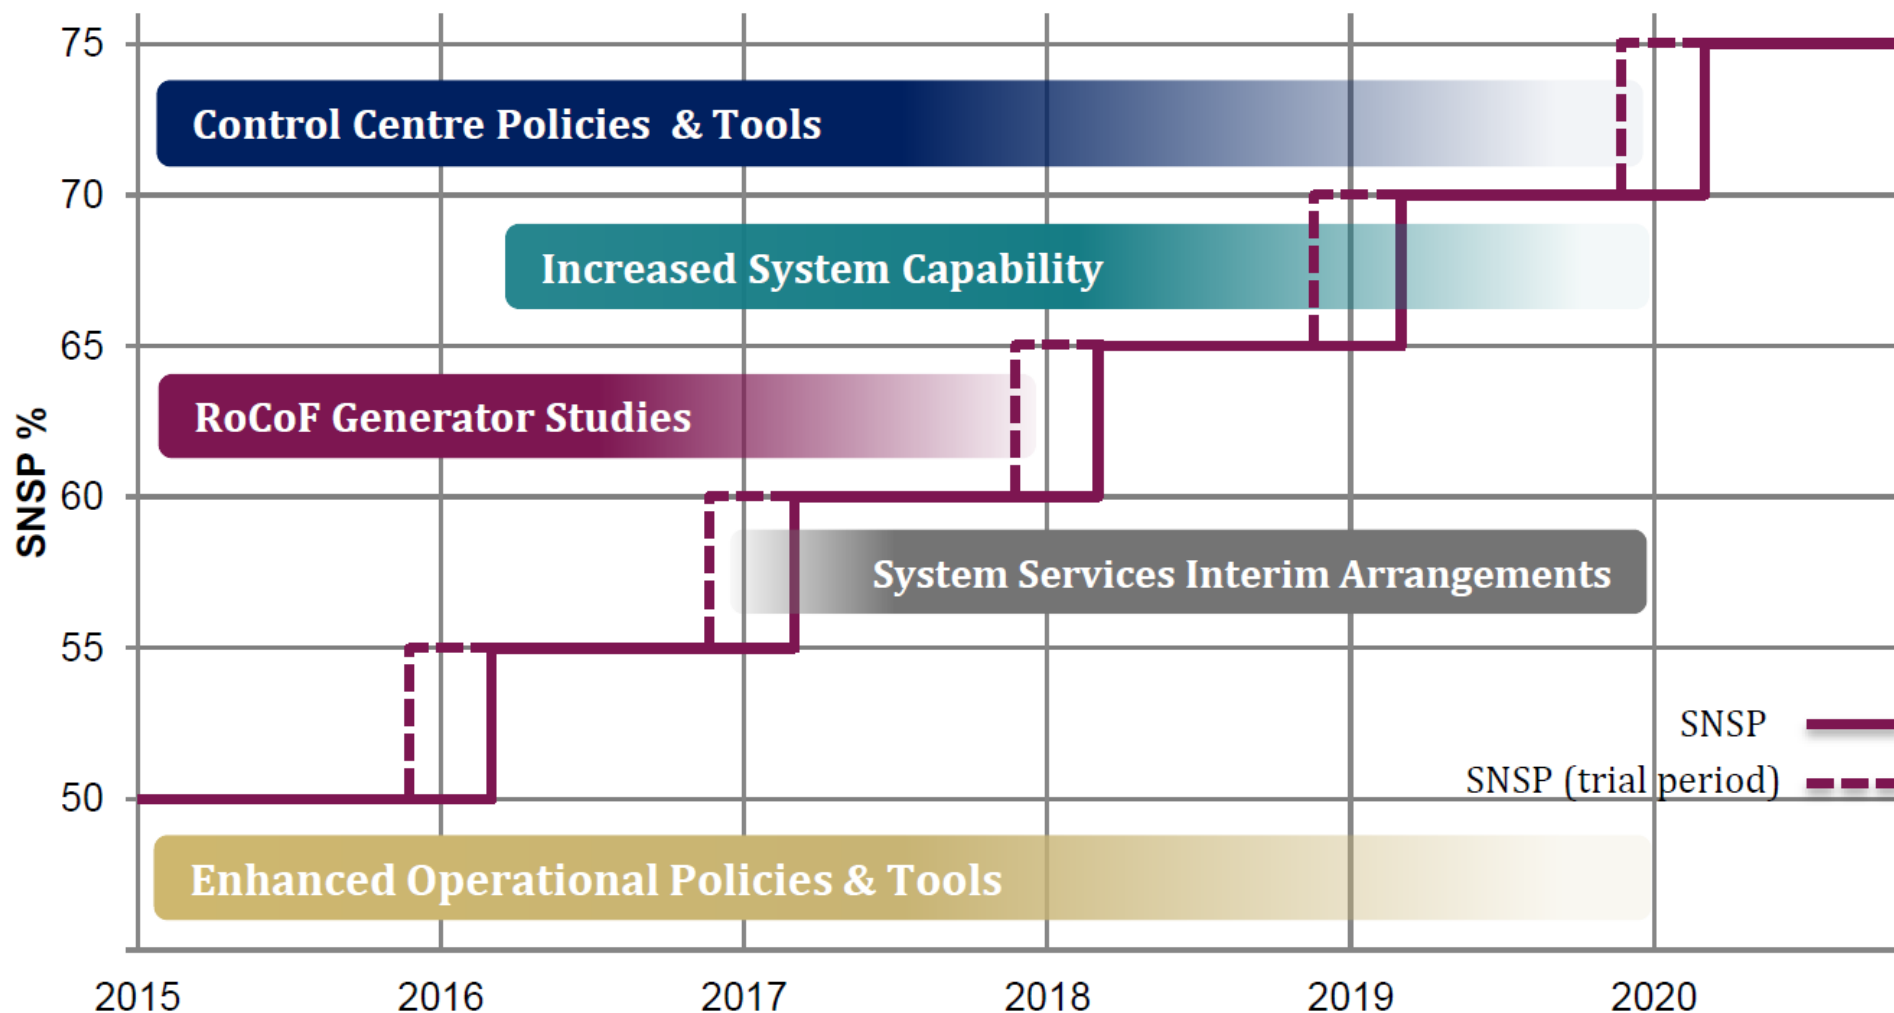 75
Control Centre Policies & Tools
70
Increased System Capability
65
RoCoF Generator Studies
SNSP %
60
System Services Interim Arrangements
55
SNSP
SNSP (trial period)
50
Enhanced Operational Policies & Tools
2015 2016 2017 2018 2019 2020